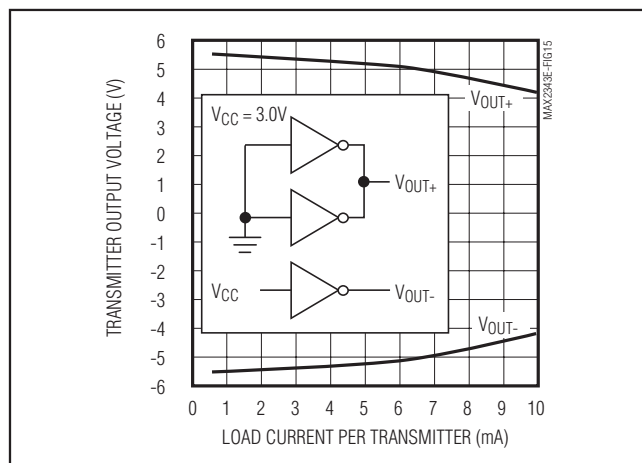 TRANSMITTER OUTPUT VOLTAGE (V)
6
5
4
3
2
1
0
-1
-2
-3
-4
-5
-6
VCC = 3.0V
VOUT+
VOUT+
VCC
VOUT-
VOUT-
MAX2343E-FIG15
0 1 2 3 4 5 6 7 8 9 10
LOAD CURRENT PER TRANSMITTER (mA)